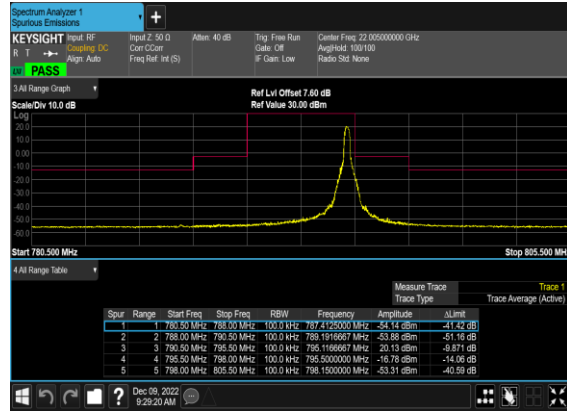 Spectrum Analyzer 1
Spurious Emissions
KEYSIGHT Input: RF Input Z: 50 Ω Atten: 40 dB Trig: Free Run Center Freq: 22.005000000 GHz
R T Coupling: DC Corr CCorr Gate: Off Avg|Hold: 100/100
Align: Auto Freq Ref: Int (S) IF Gain: Low Radio Std: None
PASS
3 All Range Graph
Ref Lvl Offset 7.60 dB
Scale/Div 10.0 dB Ref Value 30.00 dBm
Log
20.0
10.0
0.00
-10.0
-20.0
-30.0
-40.0
-50.0
-60.0
Start 780.500 MHz Stop 805.500 MHz
4 All Range Table
Measure Trace Trace 1
Trace Type Trace Average (Active)
Spur Range Start Freq Stop Freq RBW Frequency Amplitude ΔLimit
1 1 780.50 MHz 788.00 MHz 100.0 kHz 787.4125000 MHz -54.14 dBm -41.42 dB
2 2 788.00 MHz 790.50 MHz 100.0 kHz 789.1916667 MHz -53.88 dBm -51.16 dB
3 3 790.50 MHz 795.50 MHz 100.0 kHz 795.1166667 MHz 20.13 dBm -9.871 dB
4 4 795.50 MHz 798.00 MHz 100.0 kHz 795.5000000 MHz -16.78 dBm -14.06 dB
5 5 798.00 MHz 805.50 MHz 100.0 kHz 798.1500000 MHz -53.31 dBm -40.59 dB
? Dec 09, 2022
9:29:20 AM